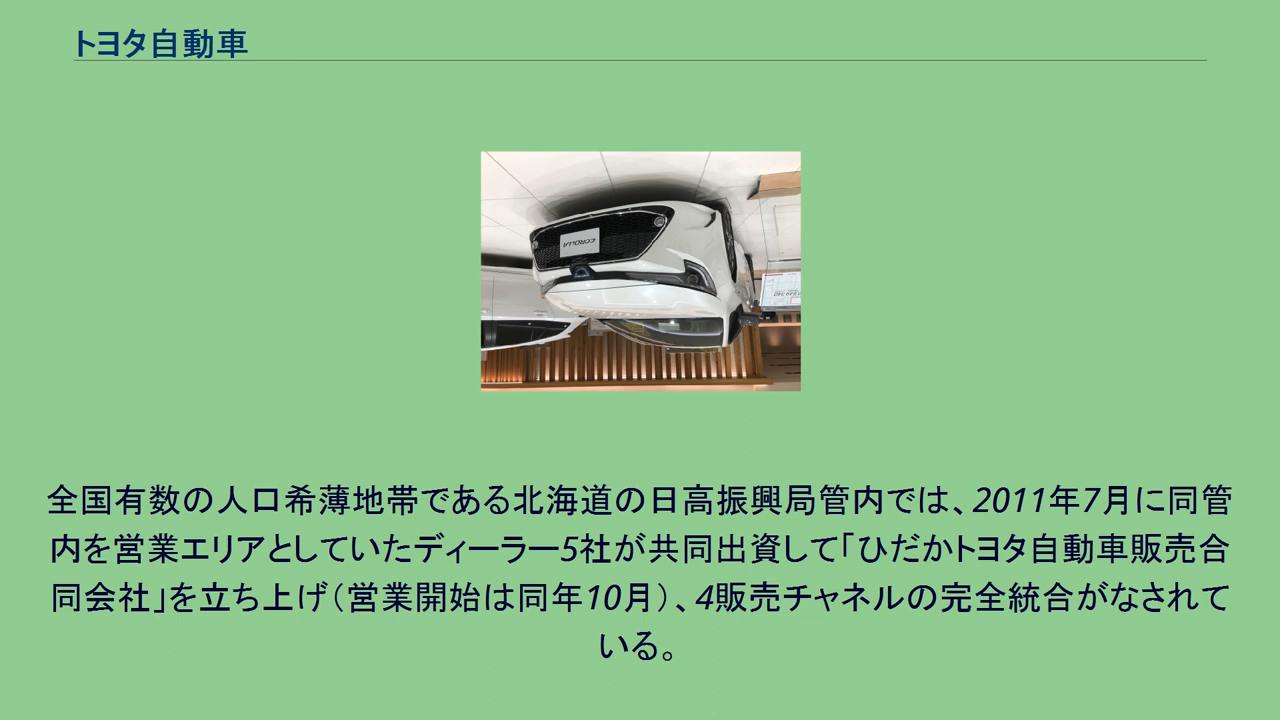 トヨタ自動車
COROLLA
全国有数の人口希薄地帯である北海道の日高振興局管内では、2011年7月に同管
内を営業エリアとしていたディーラー5社が共同出資して「ひだかトヨタ自動車販売合
同会社」を立ち上げ（営業開始は同年10月）、4販売チャネルの完全統合がなされて
いる。